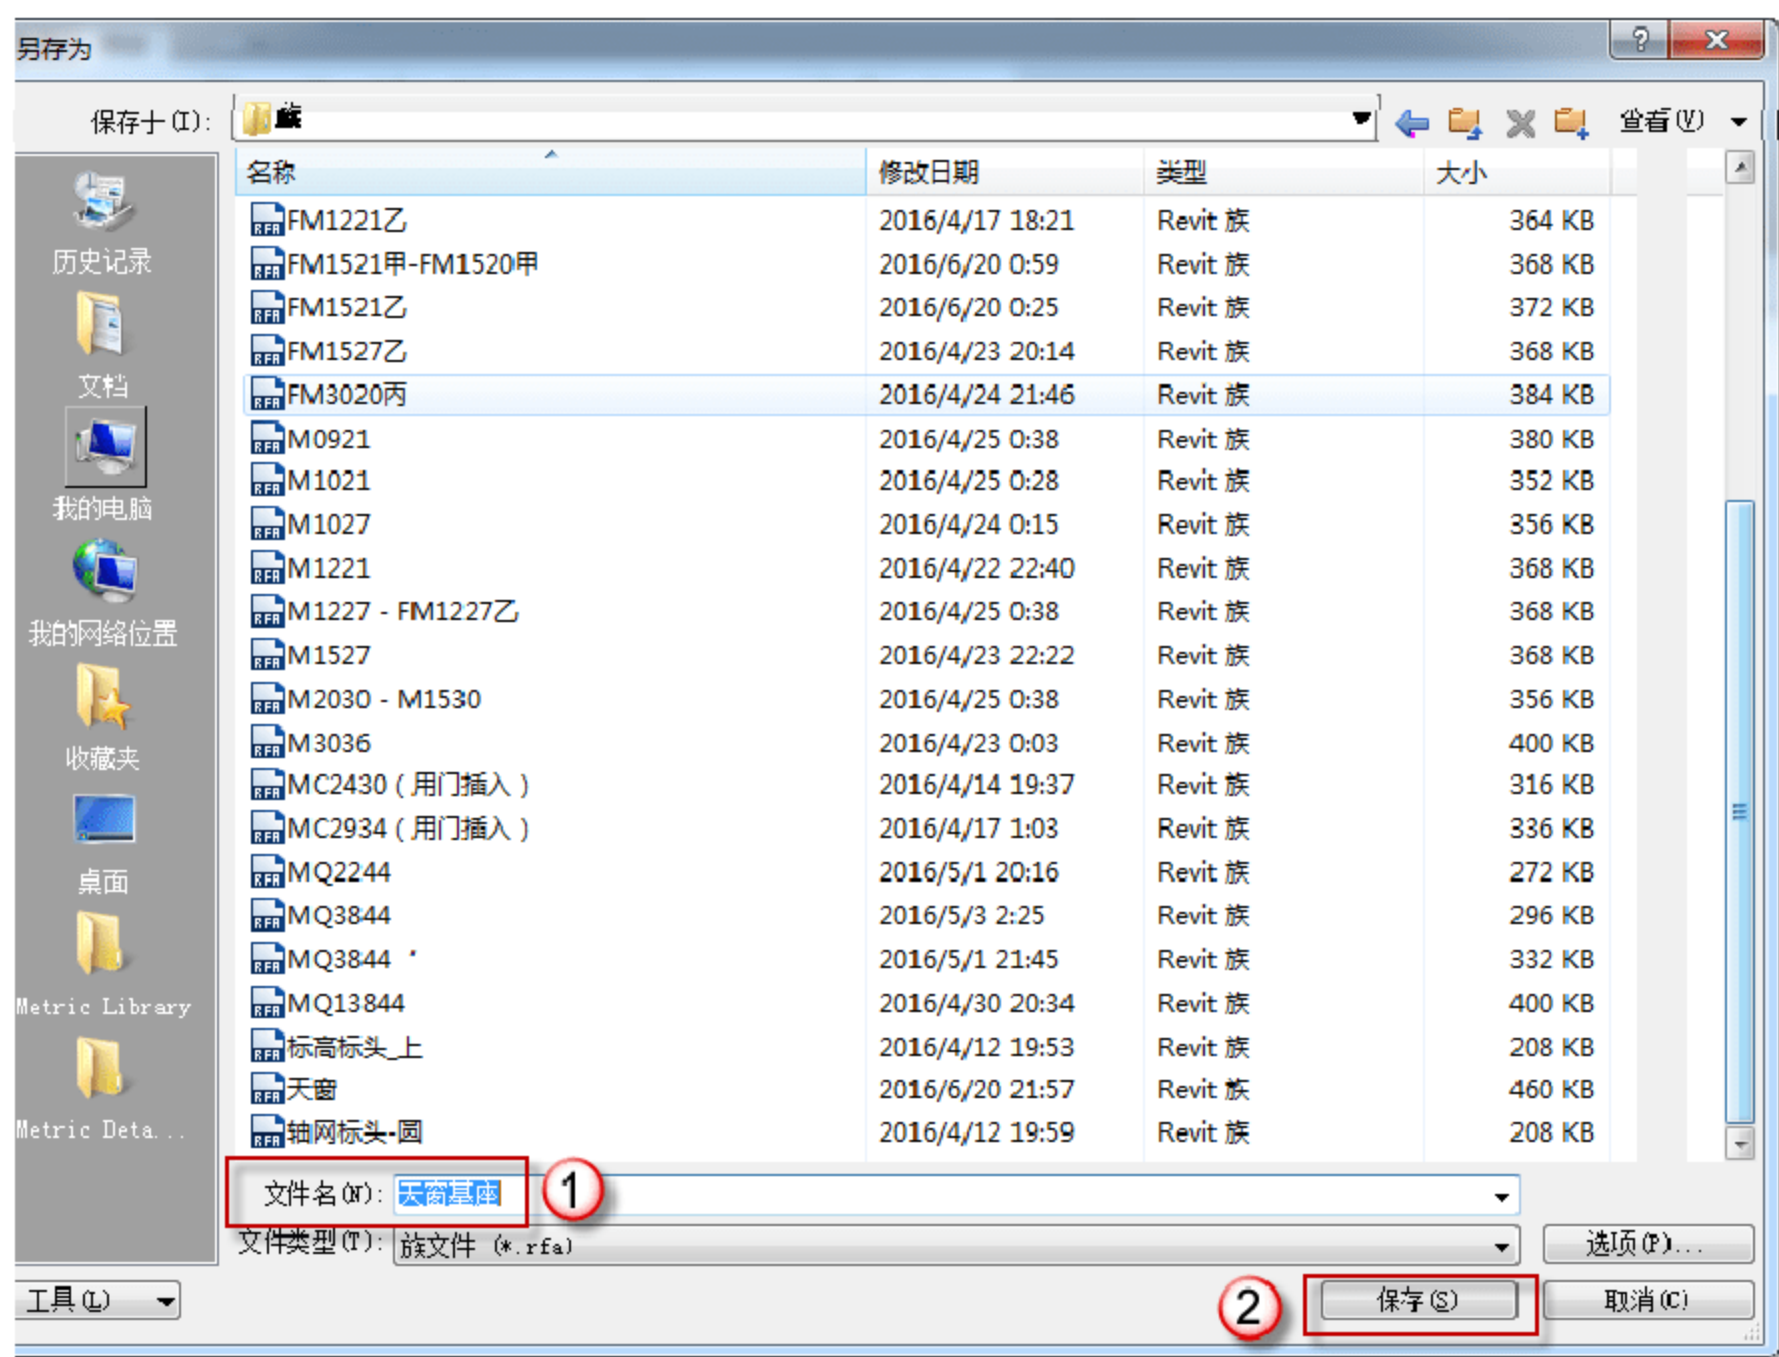 另存为
保存于(I): 族 查看(V)
名称 修改日期 类型 大小
FM1221乙 2016/4/17 18:21 Revit 族 364 KB
FM1521甲-FM1520甲 2016/6/20 0:59 Revit 族 368 KB
FM1521乙 2016/6/20 0:25 Revit 族 372 KB
FM1527乙 2016/4/23 20:14 Revit 族 368 KB
FM3020丙 2016/4/24 21:46 Revit 族 384 KB
M0921 2016/4/25 0:38 Revit 族 380 KB
M1021 2016/4/25 0:28 Revit 族 352 KB
M1027 2016/4/24 0:15 Revit 族 356 KB
M1221 2016/4/22 22:40 Revit 族 368 KB
M1227 - FM1227乙 2016/4/25 0:38 Revit 族 368 KB
M1527 2016/4/23 22:22 Revit 族 368 KB
M2030 - M1530 2016/4/25 0:38 Revit 族 356 KB
M3036 2016/4/23 0:03 Revit 族 400 KB
MC2430（用门插入） 2016/4/14 19:37 Revit 族 316 KB
MC2934（用门插入） 2016/4/17 1:03 Revit 族 336 KB
MQ2244 2016/5/1 20:16 Revit 族 272 KB
MQ3844 2016/5/3 2:25 Revit 族 296 KB
MQ3844 ' 2016/5/1 21:45 Revit 族 332 KB
MQ13844 2016/4/30 20:34 Revit 族 400 KB
标高标头_上 2016/4/12 19:53 Revit 族 208 KB
天窗 2016/6/20 21:57 Revit 族 460 KB
轴网标头-圆 2016/4/12 19:59 Revit 族 208 KB
历史记录
文档
我的电脑
我的网络位置
收藏夹
桌面
Metric Library
Metric Deta...
文件名(N): 天窗基座 1
文件类型(T): 族文件 (*.rfa) 选项(P)...
工具(L) 2 保存(S) 取消(C)